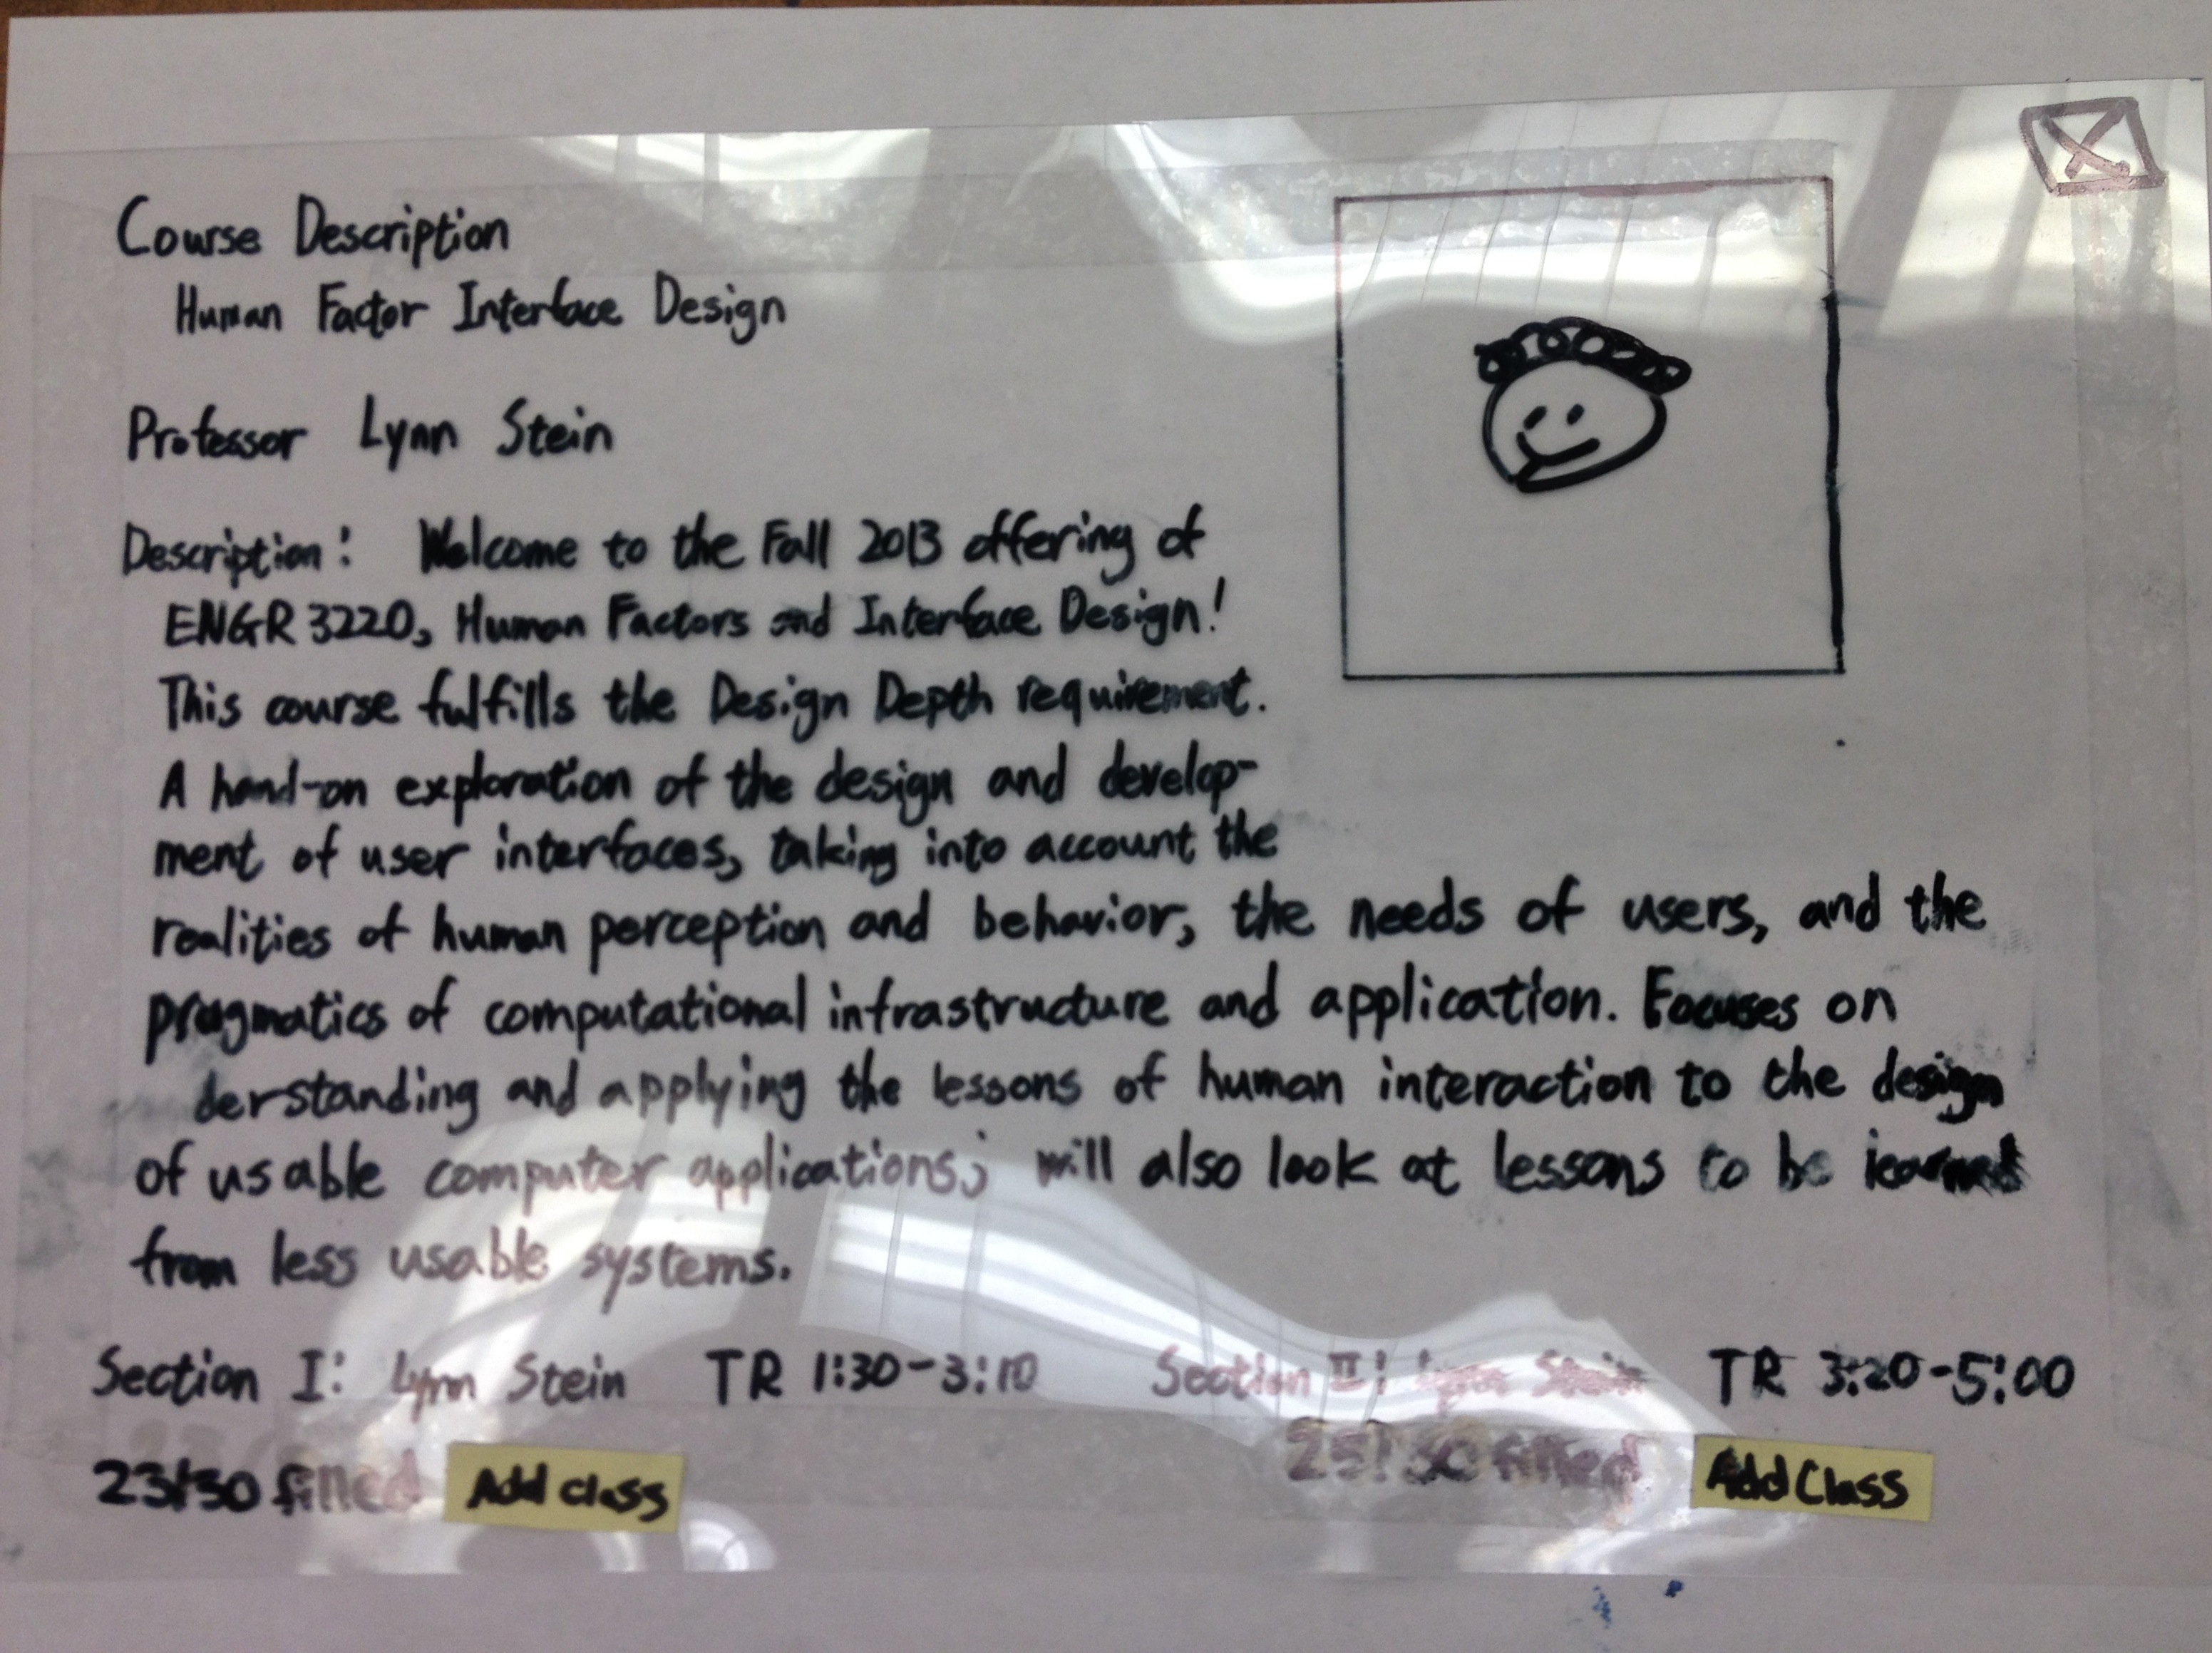 X
Course Description
Human Factor Interface Design
Professor Lynn Stein
Description: Welcome to the Fall 2013 offering of
ENGR 3220, Human Factors and Interface Design!
This course fulfills the Design Depth requirement.
A hand-on exploration of the design and develop-
ment of user interfaces, taking into account the
realities of human perception and behavior, the needs of users, and the
pragmatics of computational infrastructure and application. Focuses on
derstanding and applying the lessons of human interaction to the design
of usable computer applications; will also look at lessons to be learned
from less usable systems.
Section I: Lynn Stein TR 1:30-3:10 Section II: Lynn Stein TR 3:20-5:00
23/30 filled Add class 25/30 filled Add Class